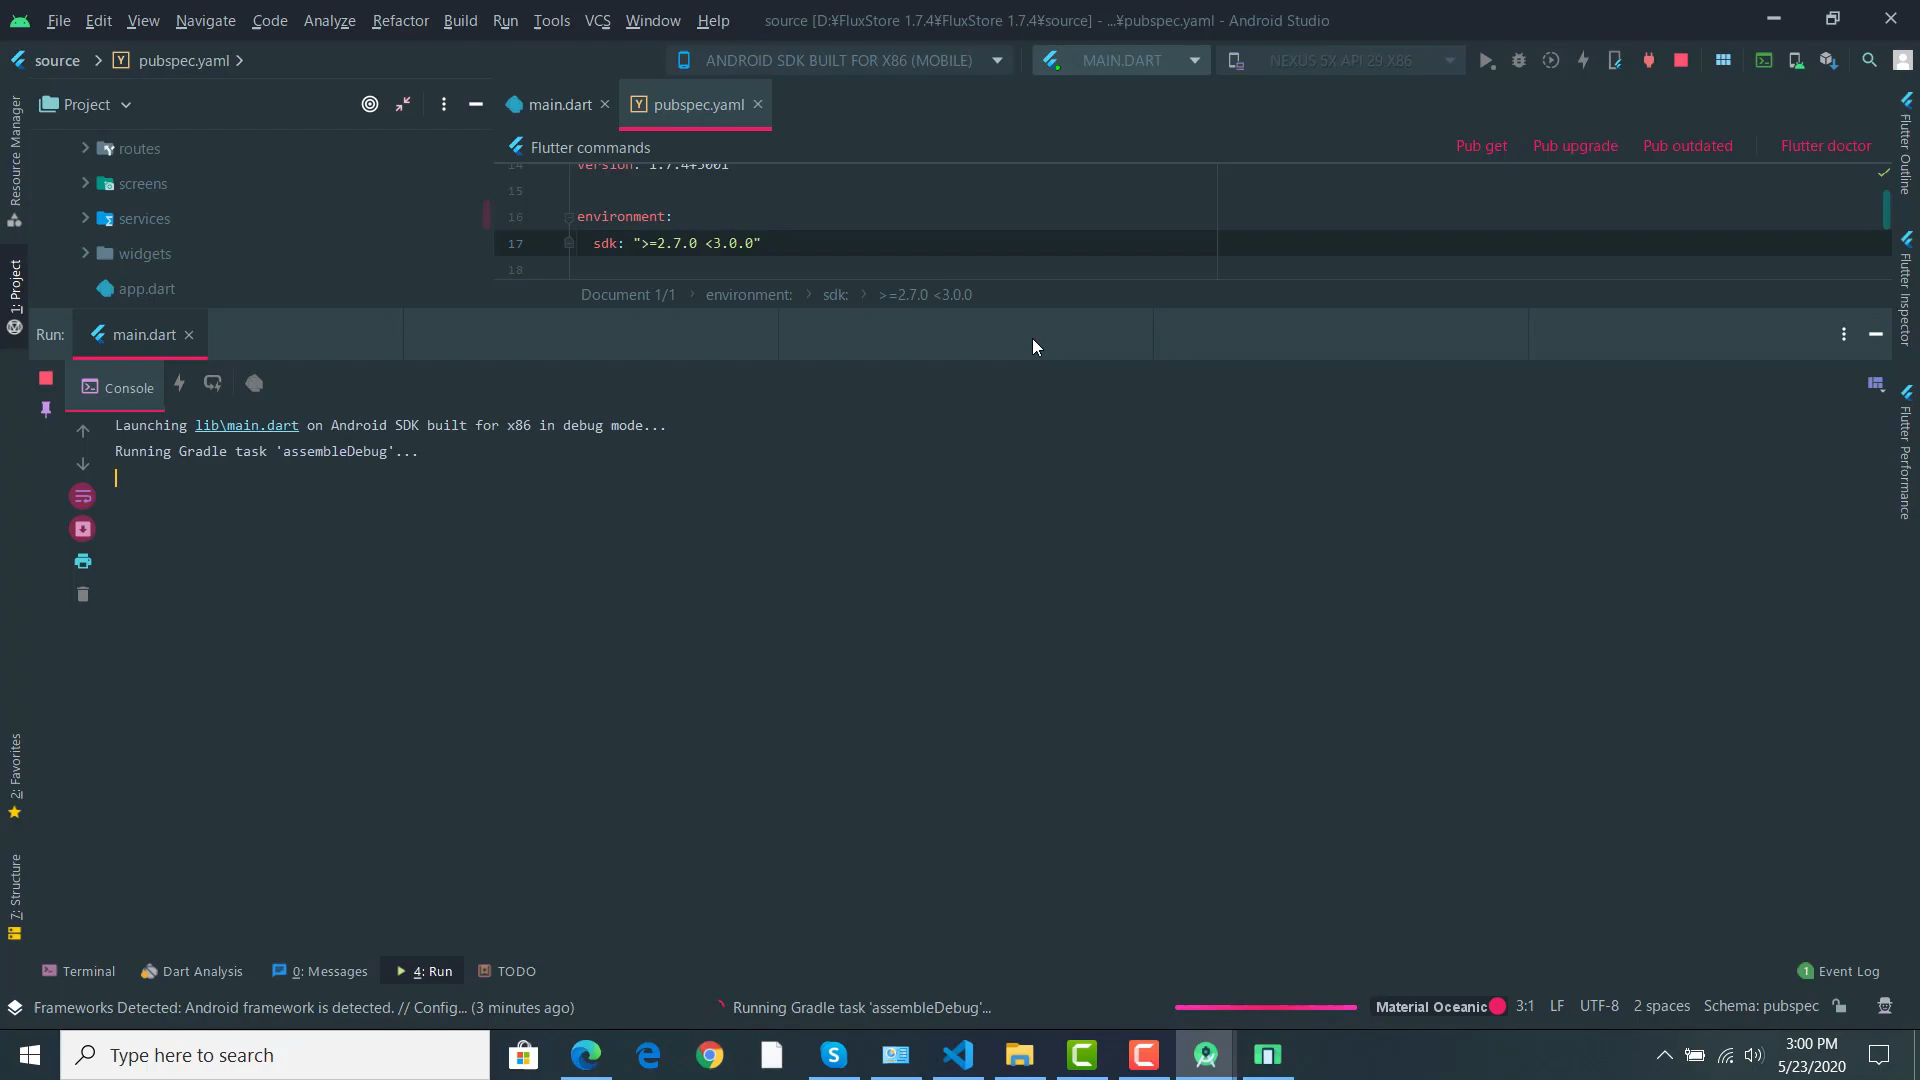 File Edit View Navigate Code Analyze Refactor Build Run Tools VCS Window Help source [D:¥FluxStore 1.7.4¥FluxStore 1.7.4¥source] - ...¥pubspec.yaml - Android Studio
source pubspec.yaml ANDROID SDK BUILT FOR X86 (MOBILE) MAIN.DART NEXUS 5X API 29 X86
Project main.dart pubspec.yaml
Flutter commands Pub get Pub upgrade Pub outdated Flutter doctor
routes
screens
services
widgets
app.dart
14 version: 1.7.4+5001
15
16 environment:
17 sdk: ">=2.7.0 <3.0.0"
18
Document 1/1 environment: sdk: >=2.7.0 <3.0.0
Resource Manager
1: Project
2: Favorites
7: Structure
Flutter Outline
Flutter Inspector
Flutter Performance
Run: main.dart
Console
Launching lib\main.dart on Android SDK built for x86 in debug mode...
Running Gradle task 'assembleDebug'...
Terminal Dart Analysis 0: Messages 4: Run TODO 1 Event Log
Frameworks Detected: Android framework is detected. // Config... (3 minutes ago) Running Gradle task 'assembleDebug'... Material Oceanic 3:1 LF UTF-8 2 spaces Schema: pubspec
Type here to search
3:00 PM
5/23/2020